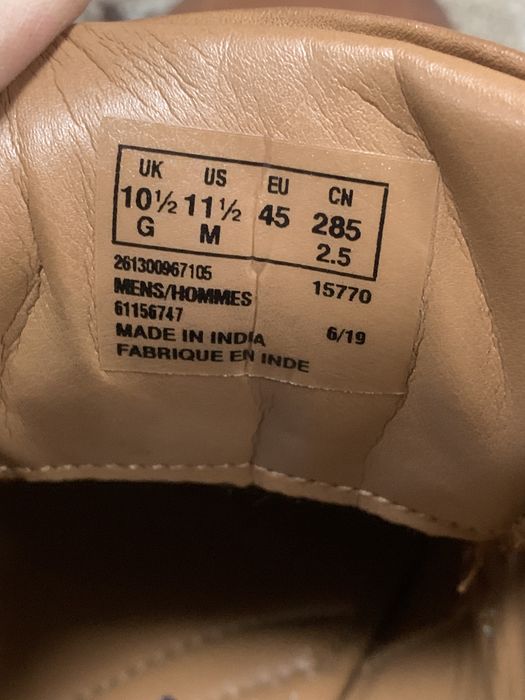 UK US EU CN
10½ 11½ 45 285
G M 2.5
261300967105
MENS/HOMMES 15770
61156747
MADE IN INDIA 6/19
FABRIQUE EN INDE